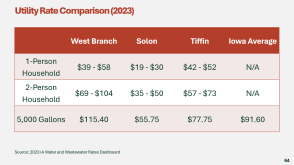 Utility Rate Comparison (2023)
West Branch Solon Tiffin Iowa Average
1-Person Household $39 - $58 $19 - $30 $42 - $52 N/A
2-Person Household $69 - $104 $35 - $50 $57 - $73 N/A
5,000 Gallons $115.40 $55.75 $77.75 $91.60
Source: 2023 IA Water and Wastewater Rates Dashboard
64